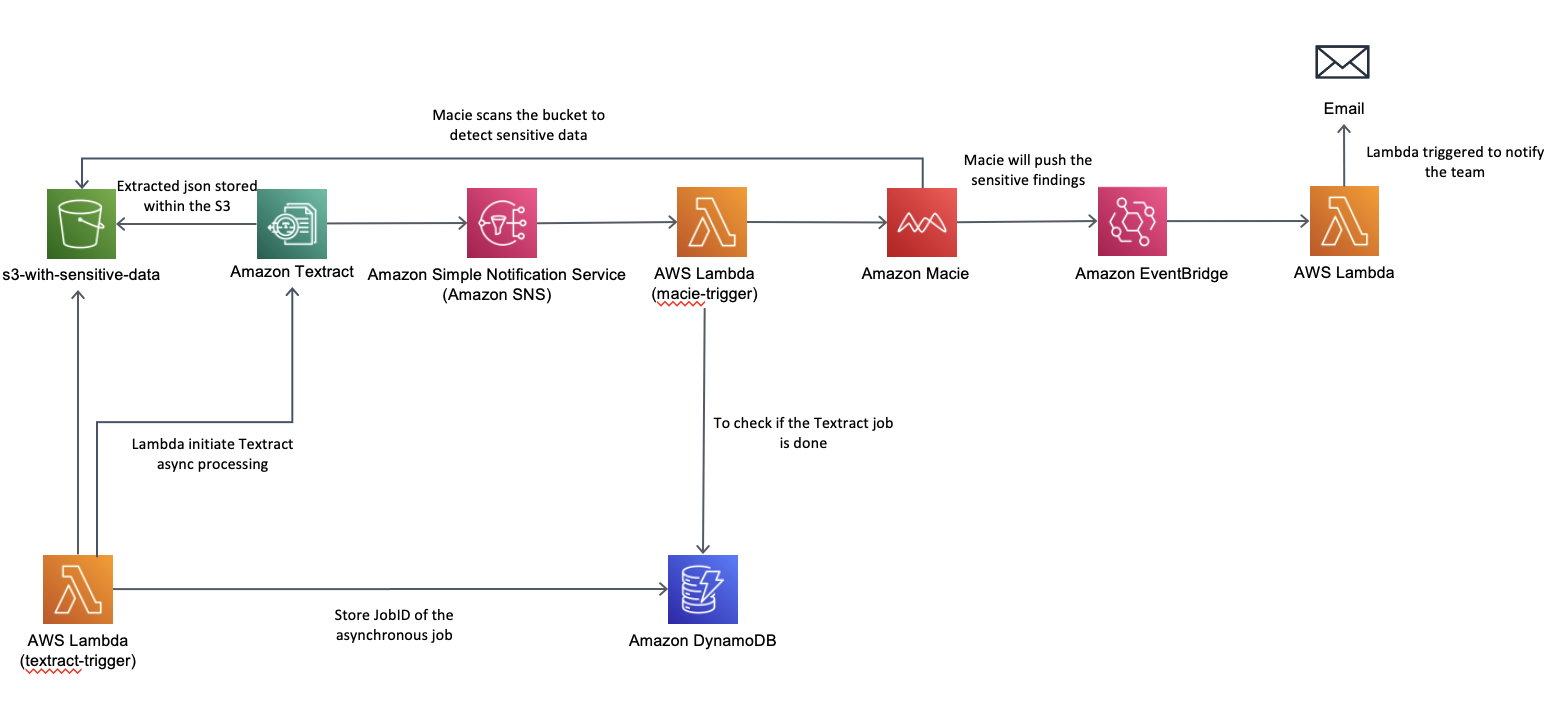 Email
Macie scans the bucket to
detect sensitive data
Lambda triggered to notify
the team
Macie will push the
sensitive findings
Extracted json stored
within the S3
s3-with-sensitive-data
Amazon Textract
Amazon Simple Notification Service
(Amazon SNS)
AWS Lambda
(macie-trigger)
Amazon Macie
Amazon EventBridge
AWS Lambda
To check if the Textract job
is done
Lambda initiate Textract
async processing
Store JobID of the
asynchronous job
AWS Lambda
(textract-trigger)
Amazon DynamoDB